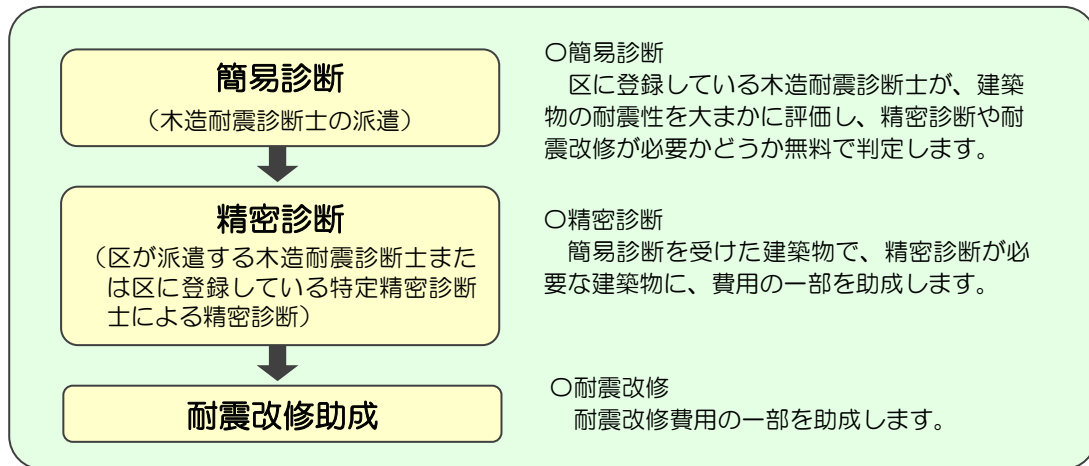 簡易診断
（木造耐震診断士の派遣）
〇簡易診断
区に登録している木造耐震診断士が、建築
物の耐震性を大まかに評価し、精密診断や耐
震改修が必要かどうか無料で判定します。
精密診断
（区が派遣する木造耐震診断士また
は区に登録している特定精密診断
士による精密診断）
〇精密診断
簡易診断を受けた建築物で、精密診断が必
要な建築物に、費用の一部を助成します。
耐震改修助成
〇耐震改修
耐震改修費用の一部を助成します。